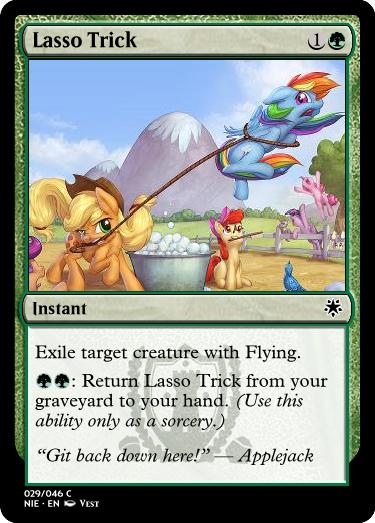 Lasso Trick 1
Instant
Exile target creature with Flying.
: Return Lasso Trick from your
graveyard to your hand. (Use this
ability only as a sorcery.)
“Git back down here!” — Applejack
029/046 C
NIE · EN Vest